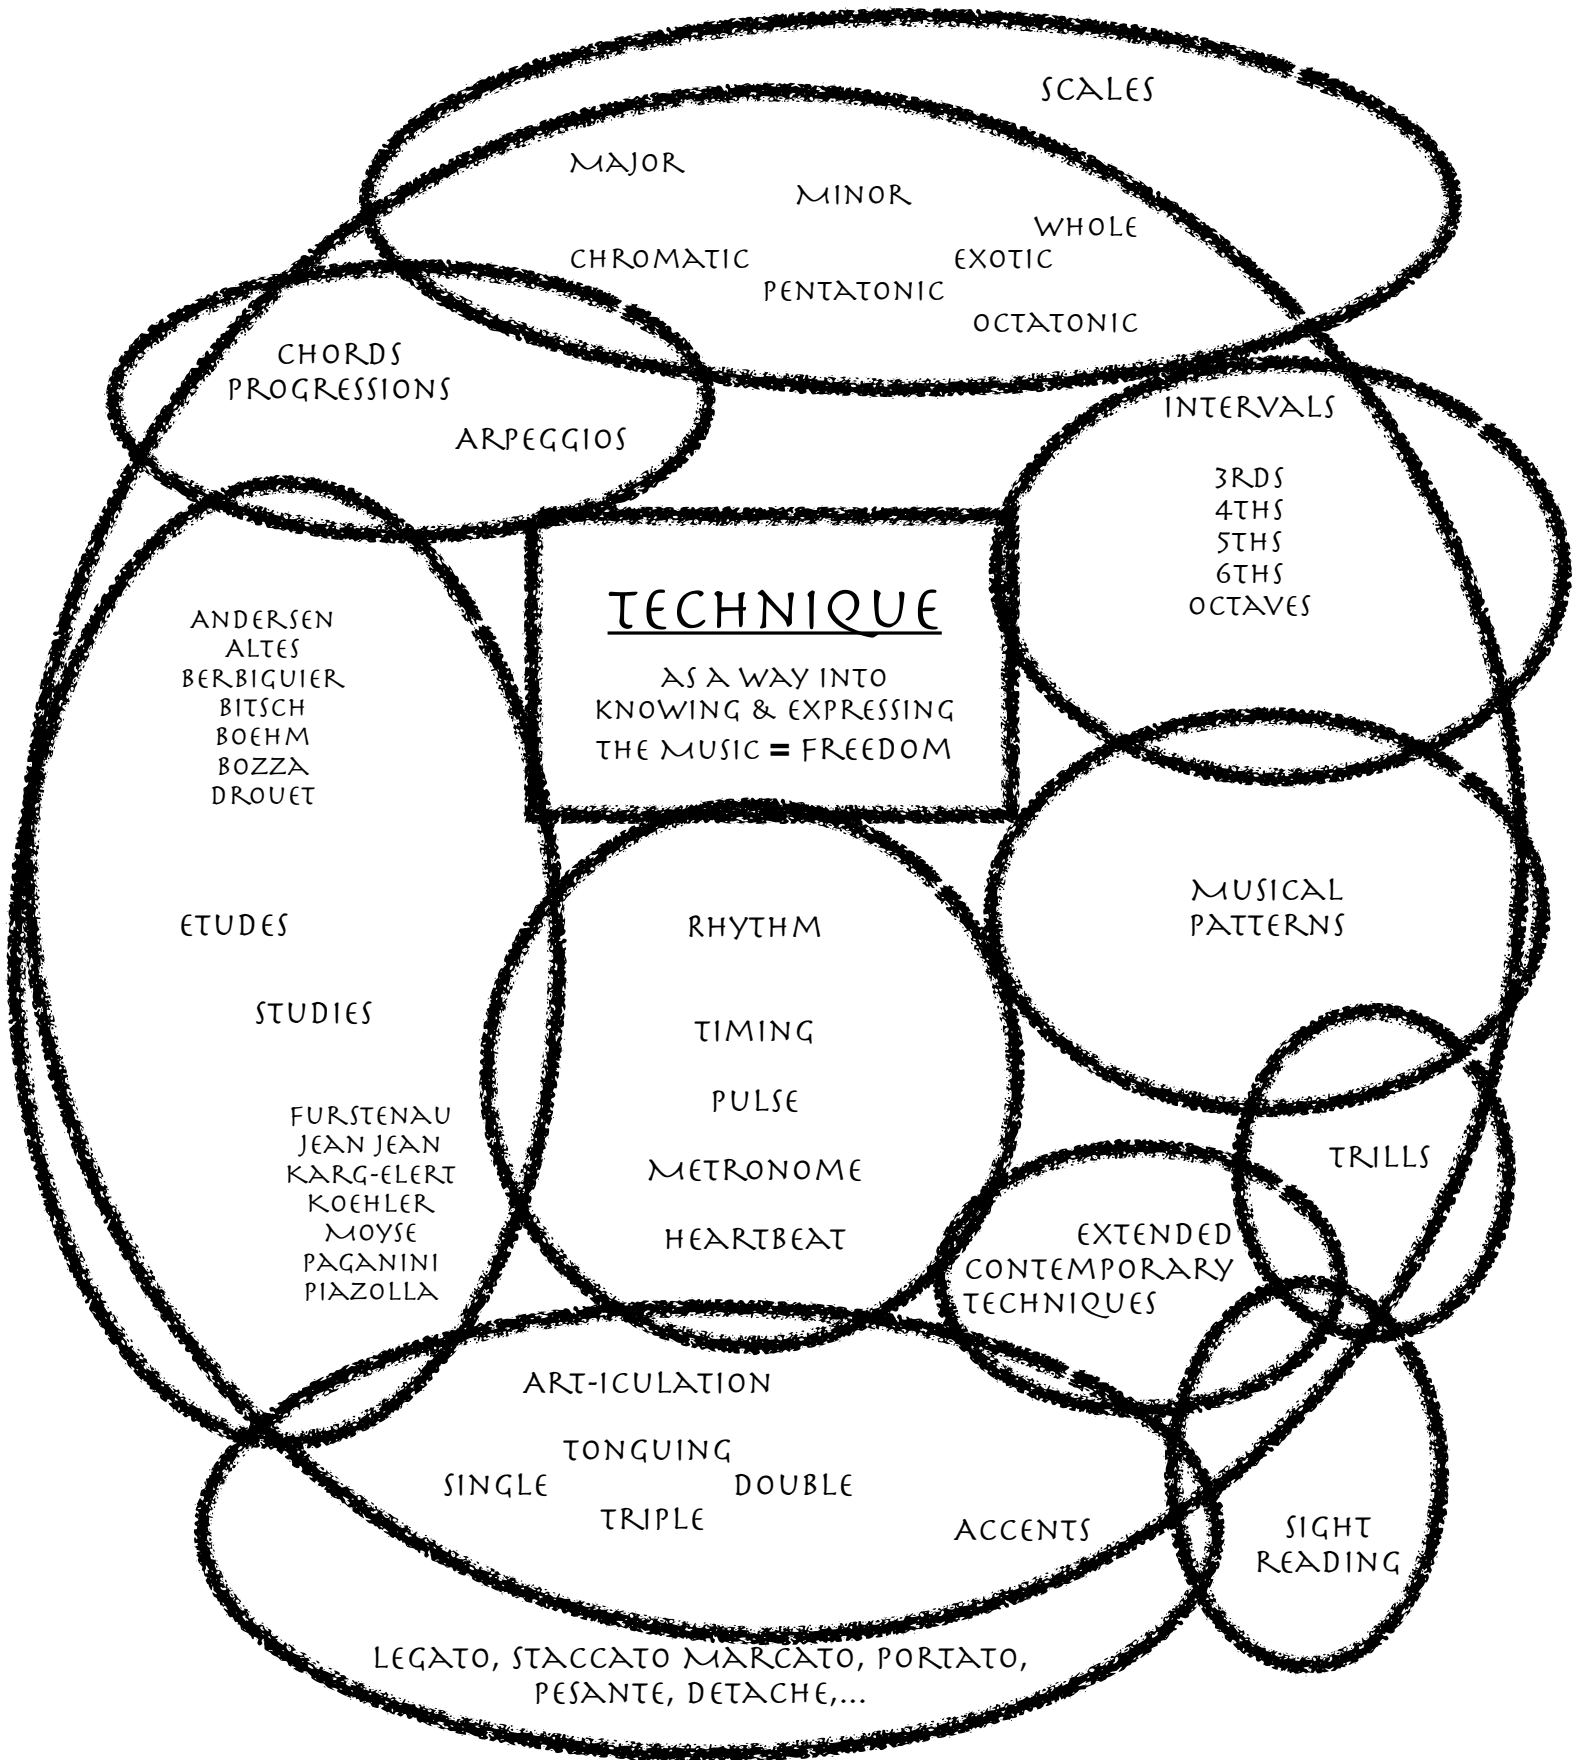 SCALES
MAJOR
MINOR
WHOLE
CHROMATIC
EXOTIC
PENTATONIC
OCTATONIC
CHORDS
PROGRESSIONS
ARPEGGIOS
INTERVALS
3RDS
4THS
5THS
6THS
OCTAVES
TECHNIQUE
AS A WAY INTO
KNOWING & EXPRESSING
THE MUSIC = FREEDOM
ANDERSEN
ALTES
BERBIGUIER
BITSCH
BOEHM
BOZZA
DROUET
ETUDES
STUDIES
FURSTENAU
JEAN JEAN
KARG-ELERT
KOEHLER
MOYSE
PAGANINI
PIAZOLLA
RHYTHM
TIMING
PULSE
METRONOME
HEARTBEAT
MUSICAL
PATTERNS
TRILLS
EXTENDED
CONTEMPORARY
TECHNIQUES
ART-ICULATION
TONGUING
SINGLE
DOUBLE
TRIPLE
ACCENTS
SIGHT
READING
LEGATO, STACCATO MARCATO, PORTATO,
PESANTE, DETACHE,...